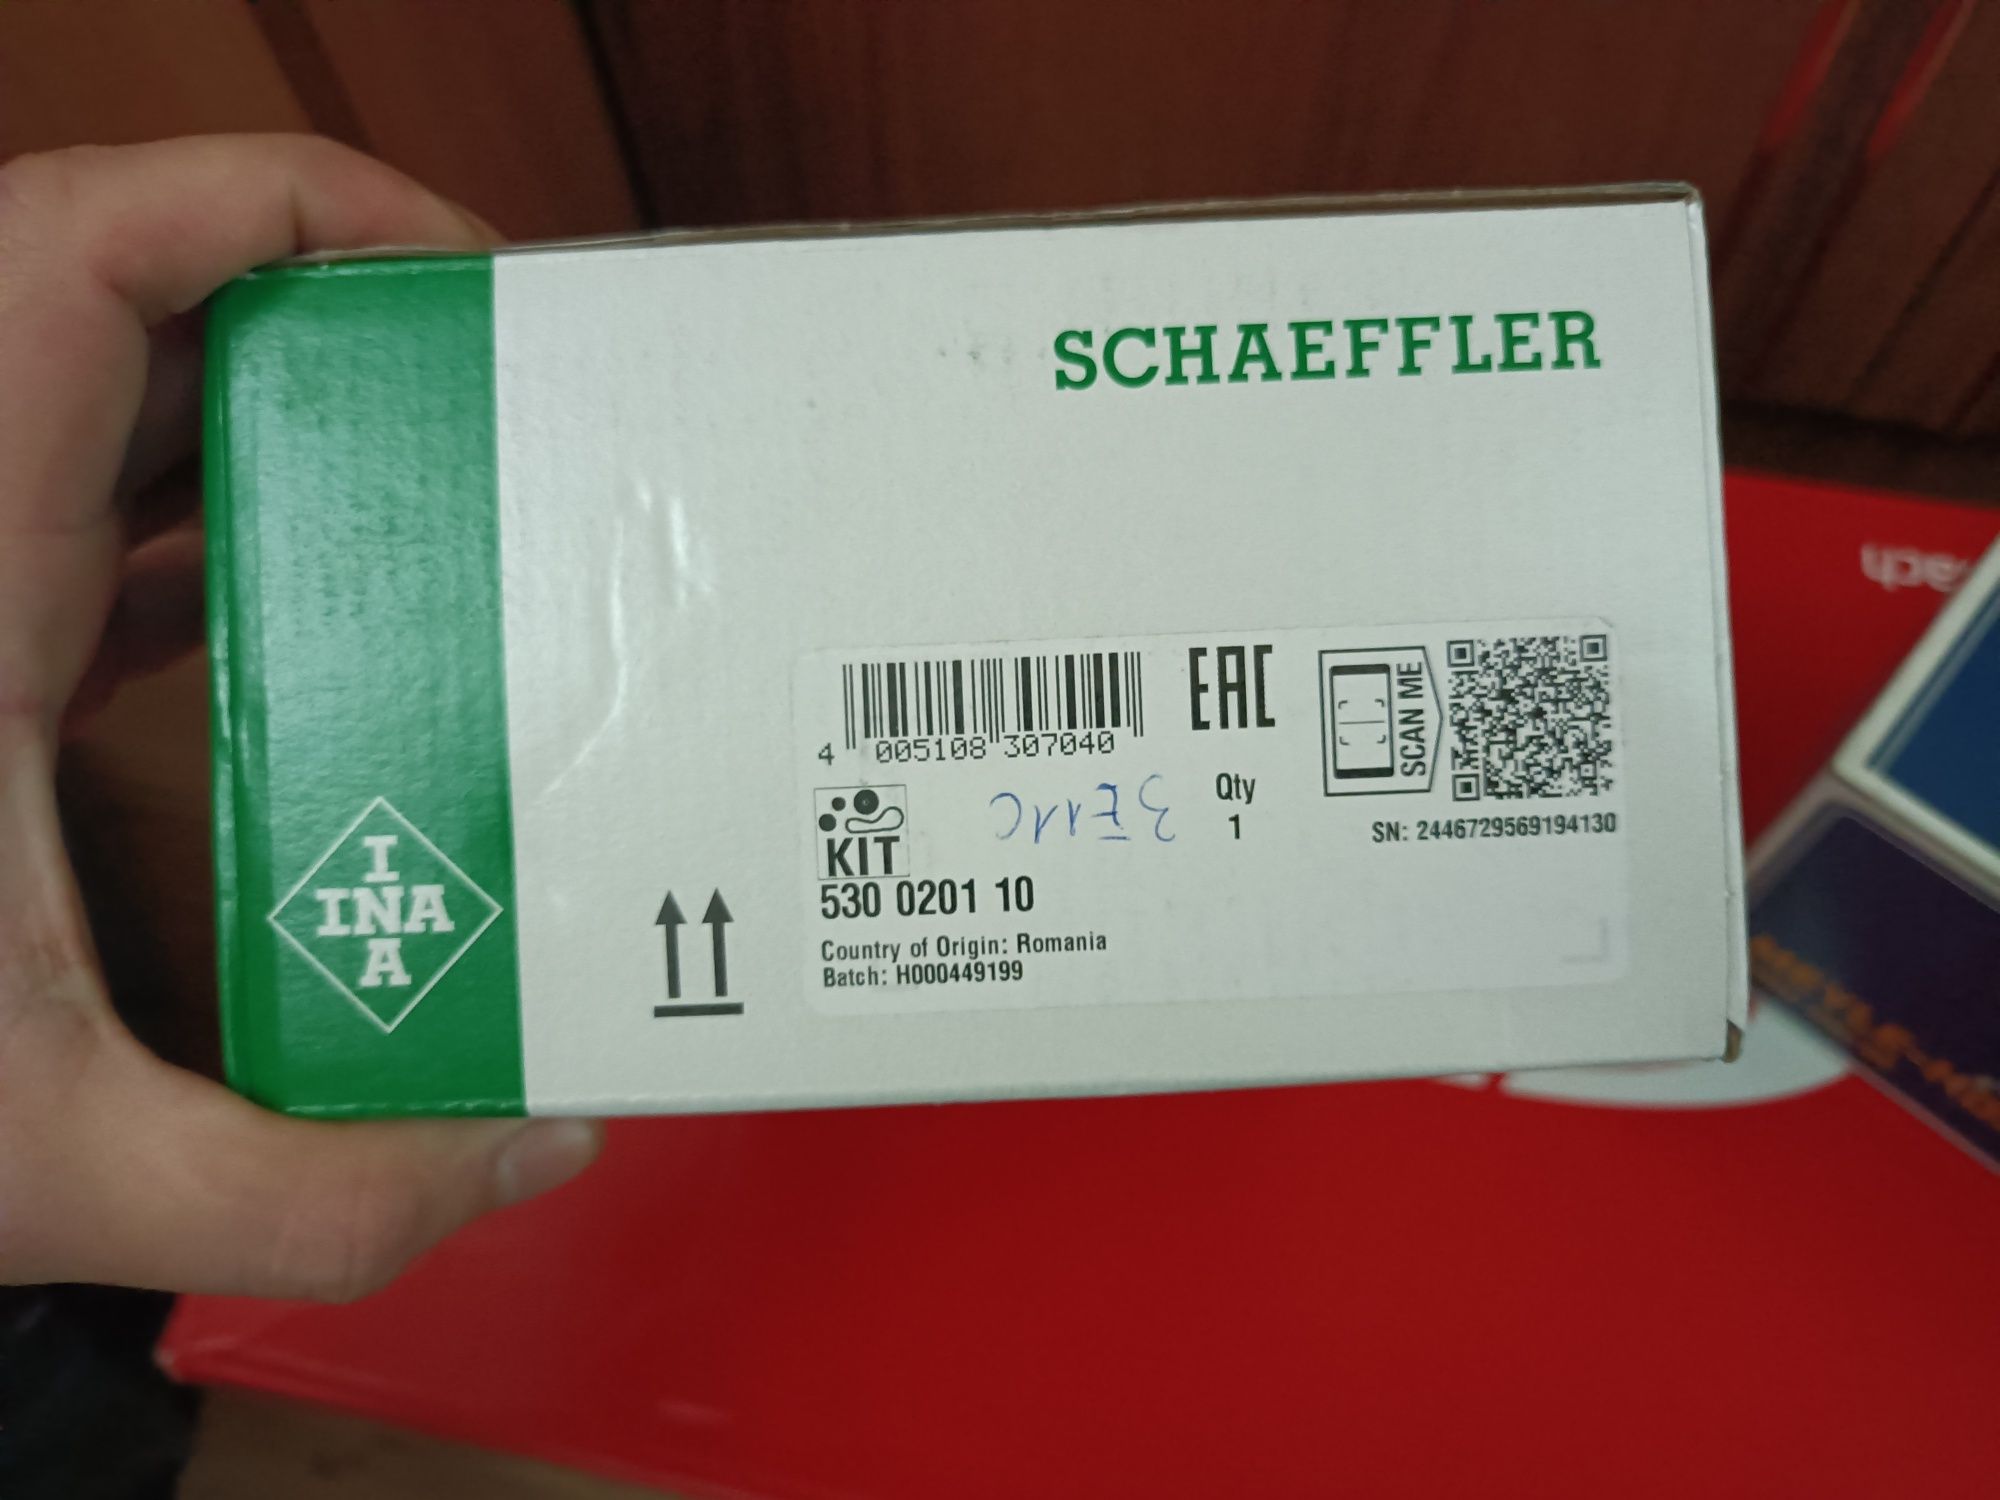 SCHAEFFLER
4 005108 307040
EAC
SCAN ME
KIT
3E11C
Qty
1
SN: 2446729569194130
530 0201 10
Country of Origin: Romania
Batch: H000449199
I
INA
A